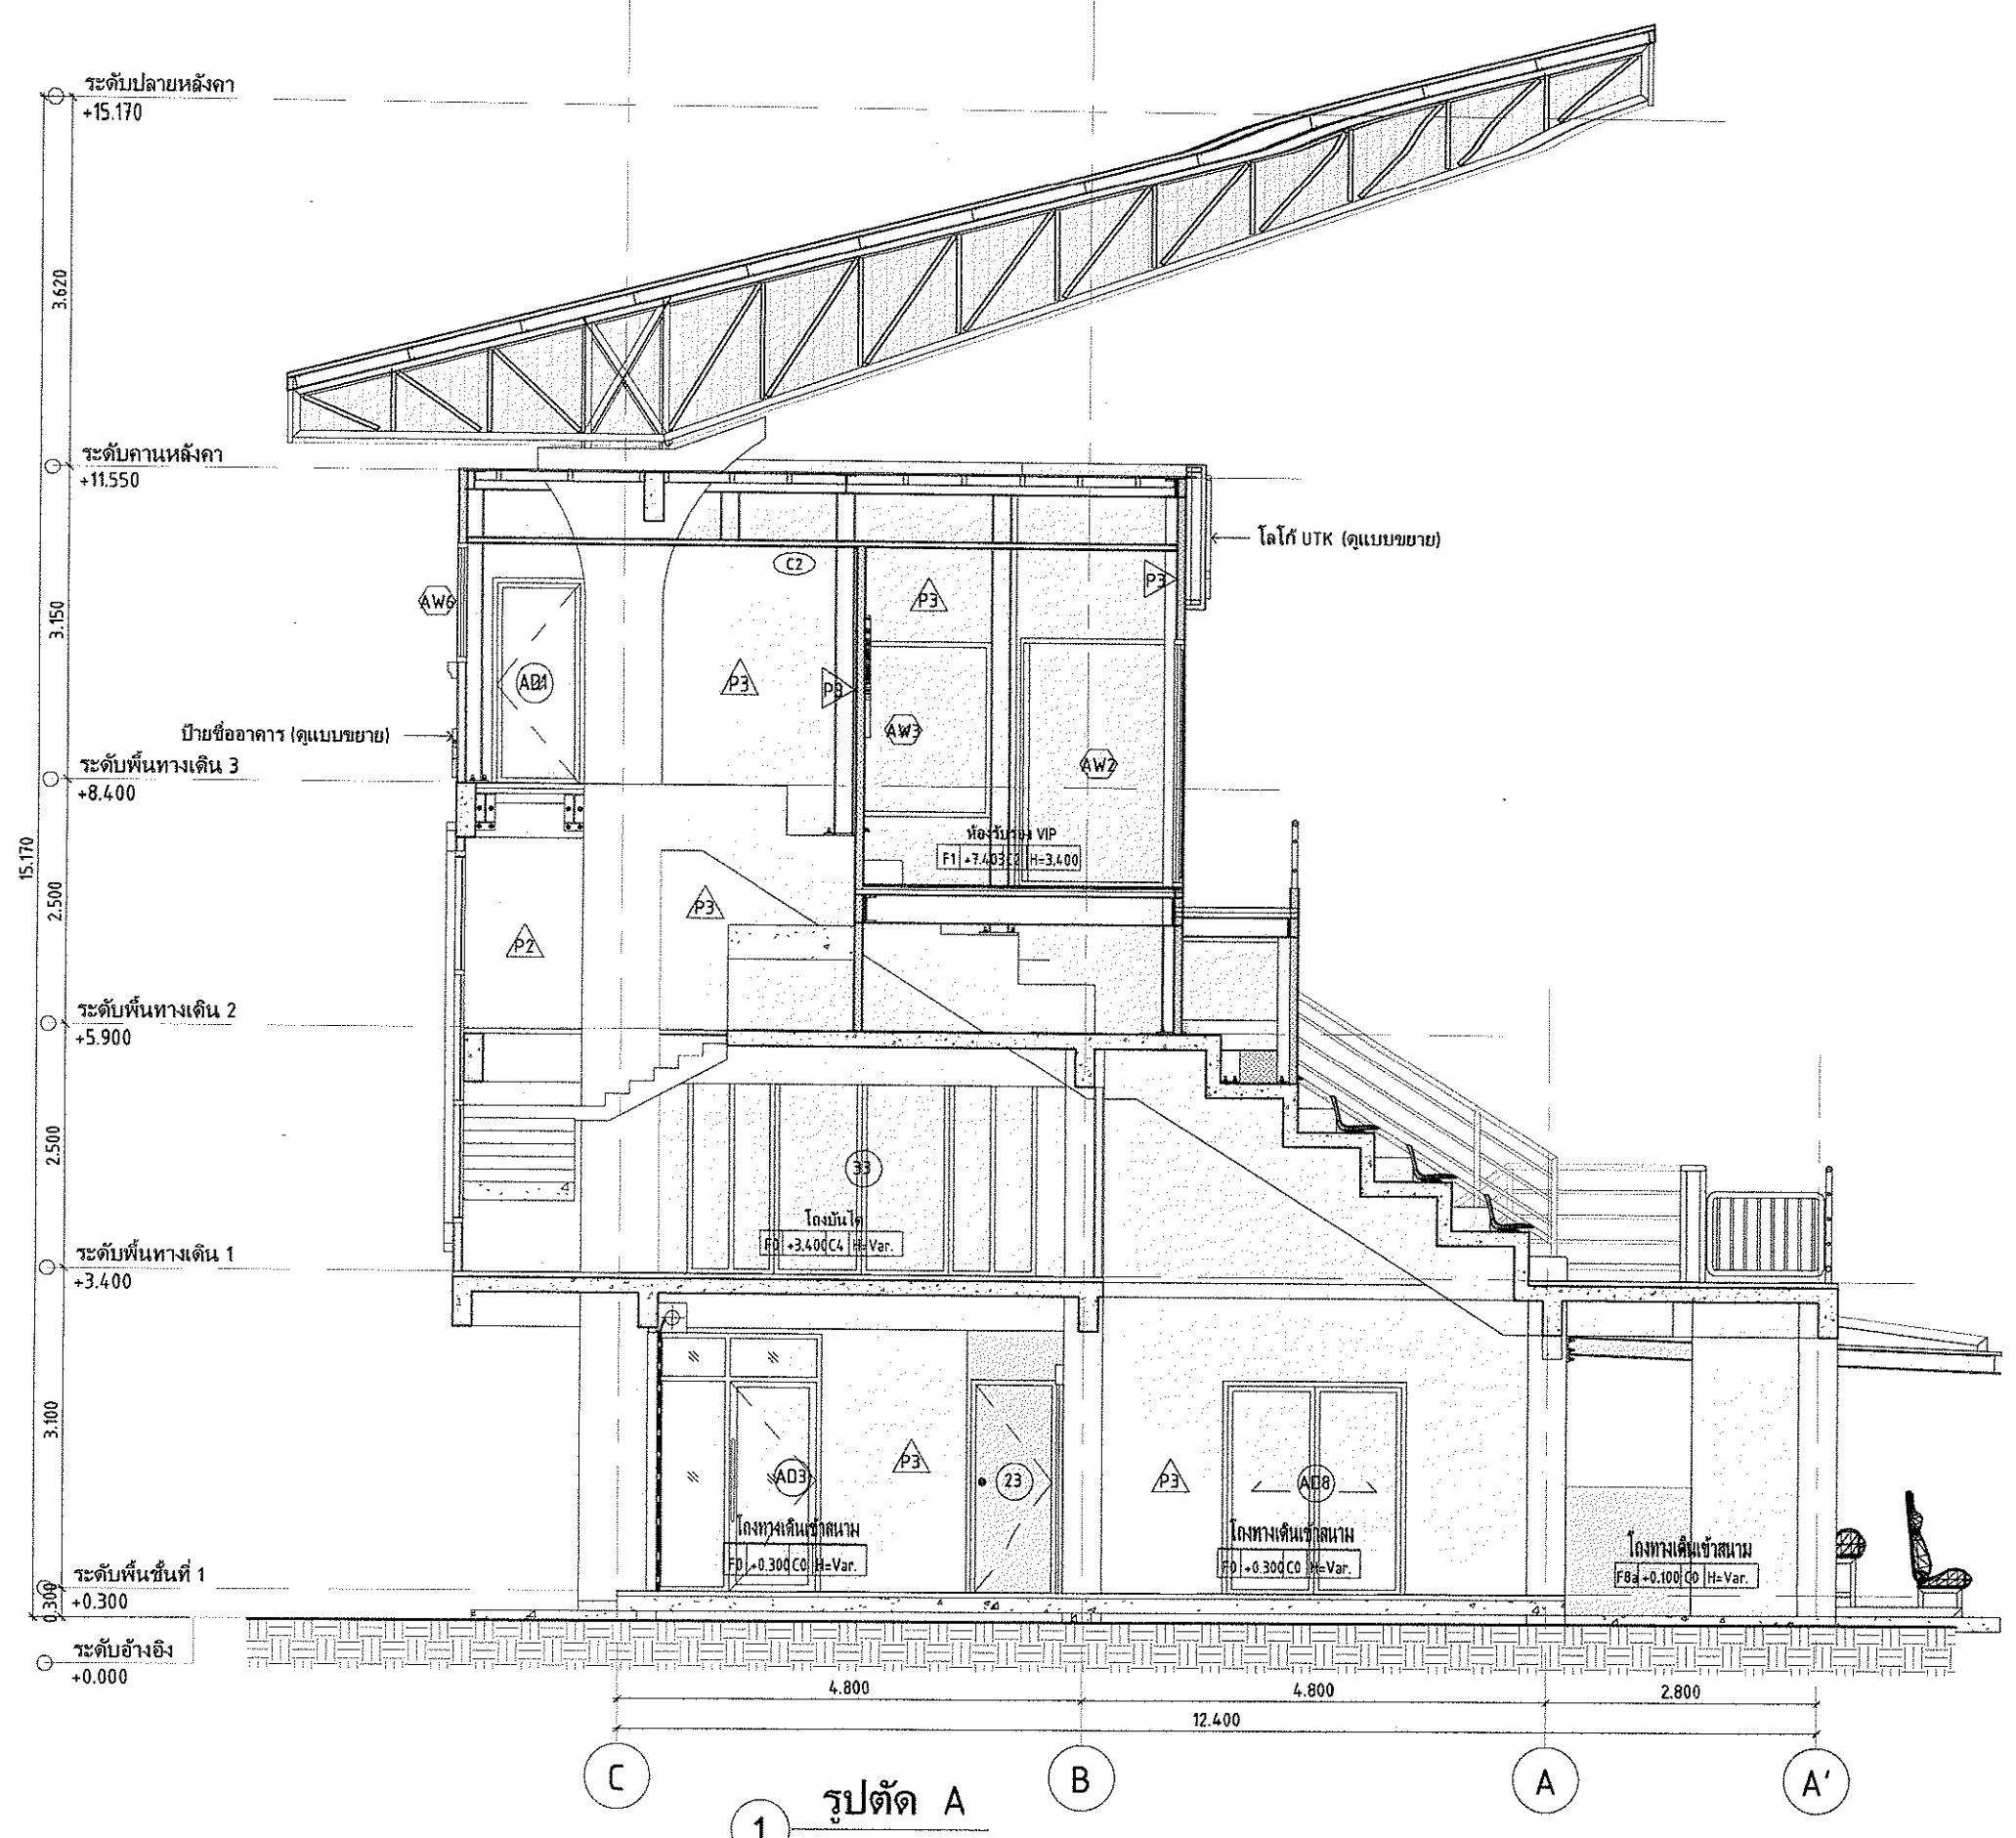 ระดับปลายหลังคา
+15.170
3.620
ระดับคานหลังคา
+11.550
โลโก้ UTK (ดูแบบขยาย)
C2
P3
P3
AW6
3.150
AD1
P3
P3
AW3
ป้ายชื่ออาคาร (ดูแบบขยาย)
AW2
ระดับพื้นทางเดิน 3
+8.400
ห้องรับรอง VIP
F1 +7.403 C2 H=3.400
15.170
2.500
P3
P2
ระดับพื้นทางเดิน 2
+5.900
2.500
33
โถงบันได
F0 +3.400 C4 H=Var.
ระดับพื้นทางเดิน 1
+3.400
3.100
P3
AD3
23
P3
AD8
โถงทางเดินเข้าสนาม
F0 +0.300 C0 H=Var.
โถงทางเดินเข้าสนาม
F0 +0.300 C0 H=Var.
โถงทางเดินเข้าสนาม
F8a +0.100 C0 H=Var.
ระดับพื้นชั้นที่ 1
+0.300
0.300
ระดับอ้างอิง
+0.000
4.800
4.800
2.800
12.400
C
B
A
A'
รูปตัด A
1